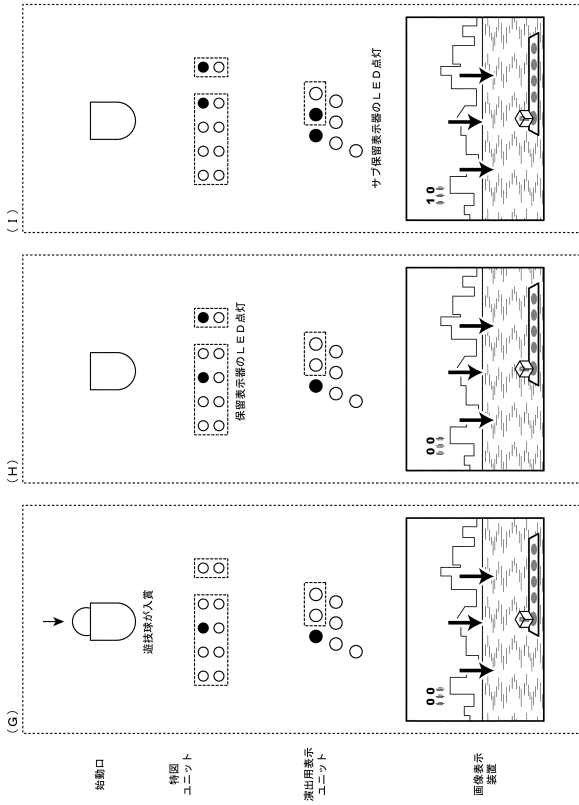 (G)
(H)
(I)
始動口
遊技球が入賞
特図
ユニット
保留表示器のLED点灯
演出用表示
ユニット
サブ保留表示器のLED点灯
画像表示
装置
00
00
10